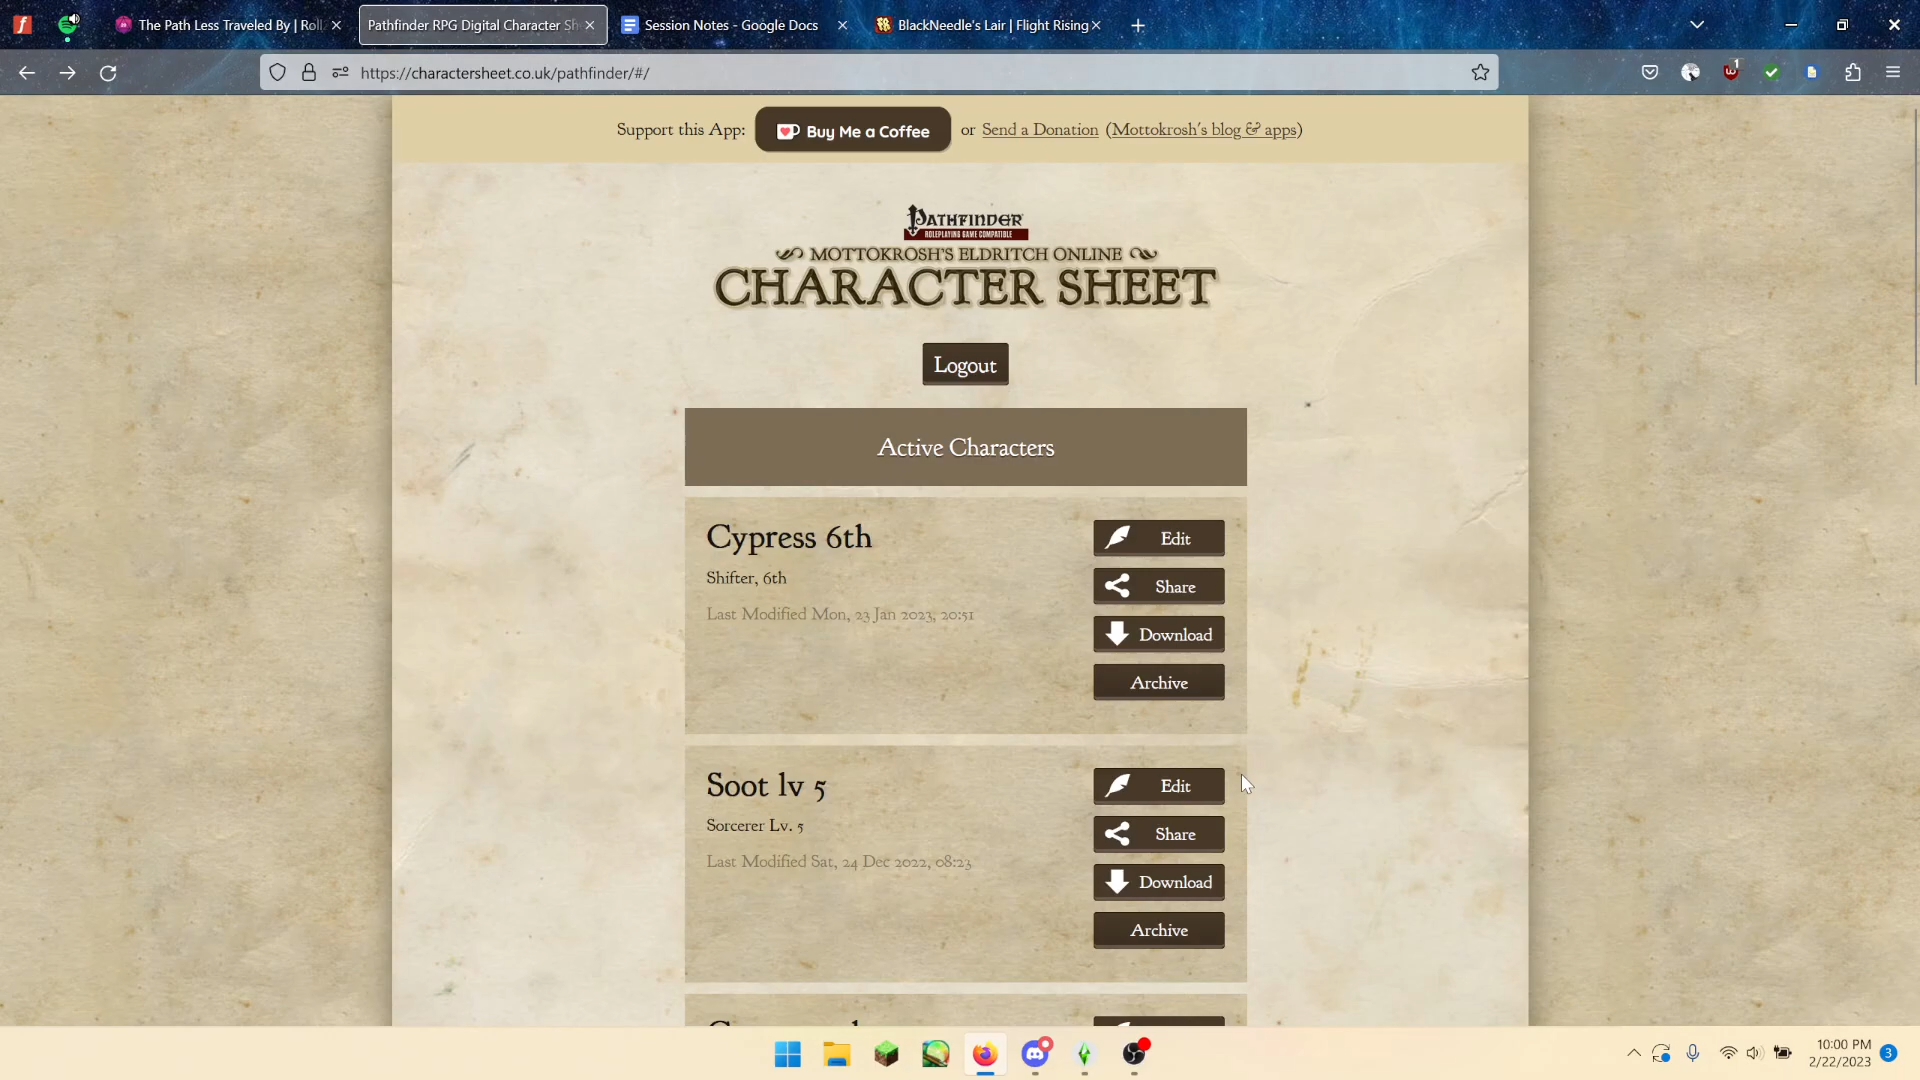 The Path Less Traveled By | Roll
Pathfinder RPG Digital Character Sh
Session Notes - Google Docs
BlackNeedle's Lair | Flight Rising
https://charactersheet.co.uk/pathfinder/#/
1
Support this App: Buy Me a Coffee or Send a Donation (Mottokrosh's blog & apps)
PATHFINDER
ROLEPLAYING GAME COMPATIBLE
MOTTOKROSH'S ELDRITCH ONLINE
CHARACTER SHEET
Logout
Active Characters
Cypress 6th
Shifter, 6th
Last Modified Mon, 23 Jan 2023, 20:51
Edit
Share
Download
Archive
Soot lv 5
Sorcerer Lv. 5
Last Modified Sat, 24 Dec 2022, 08:23
Edit
Share
Download
Archive
10:00 PM
2/22/2023
3